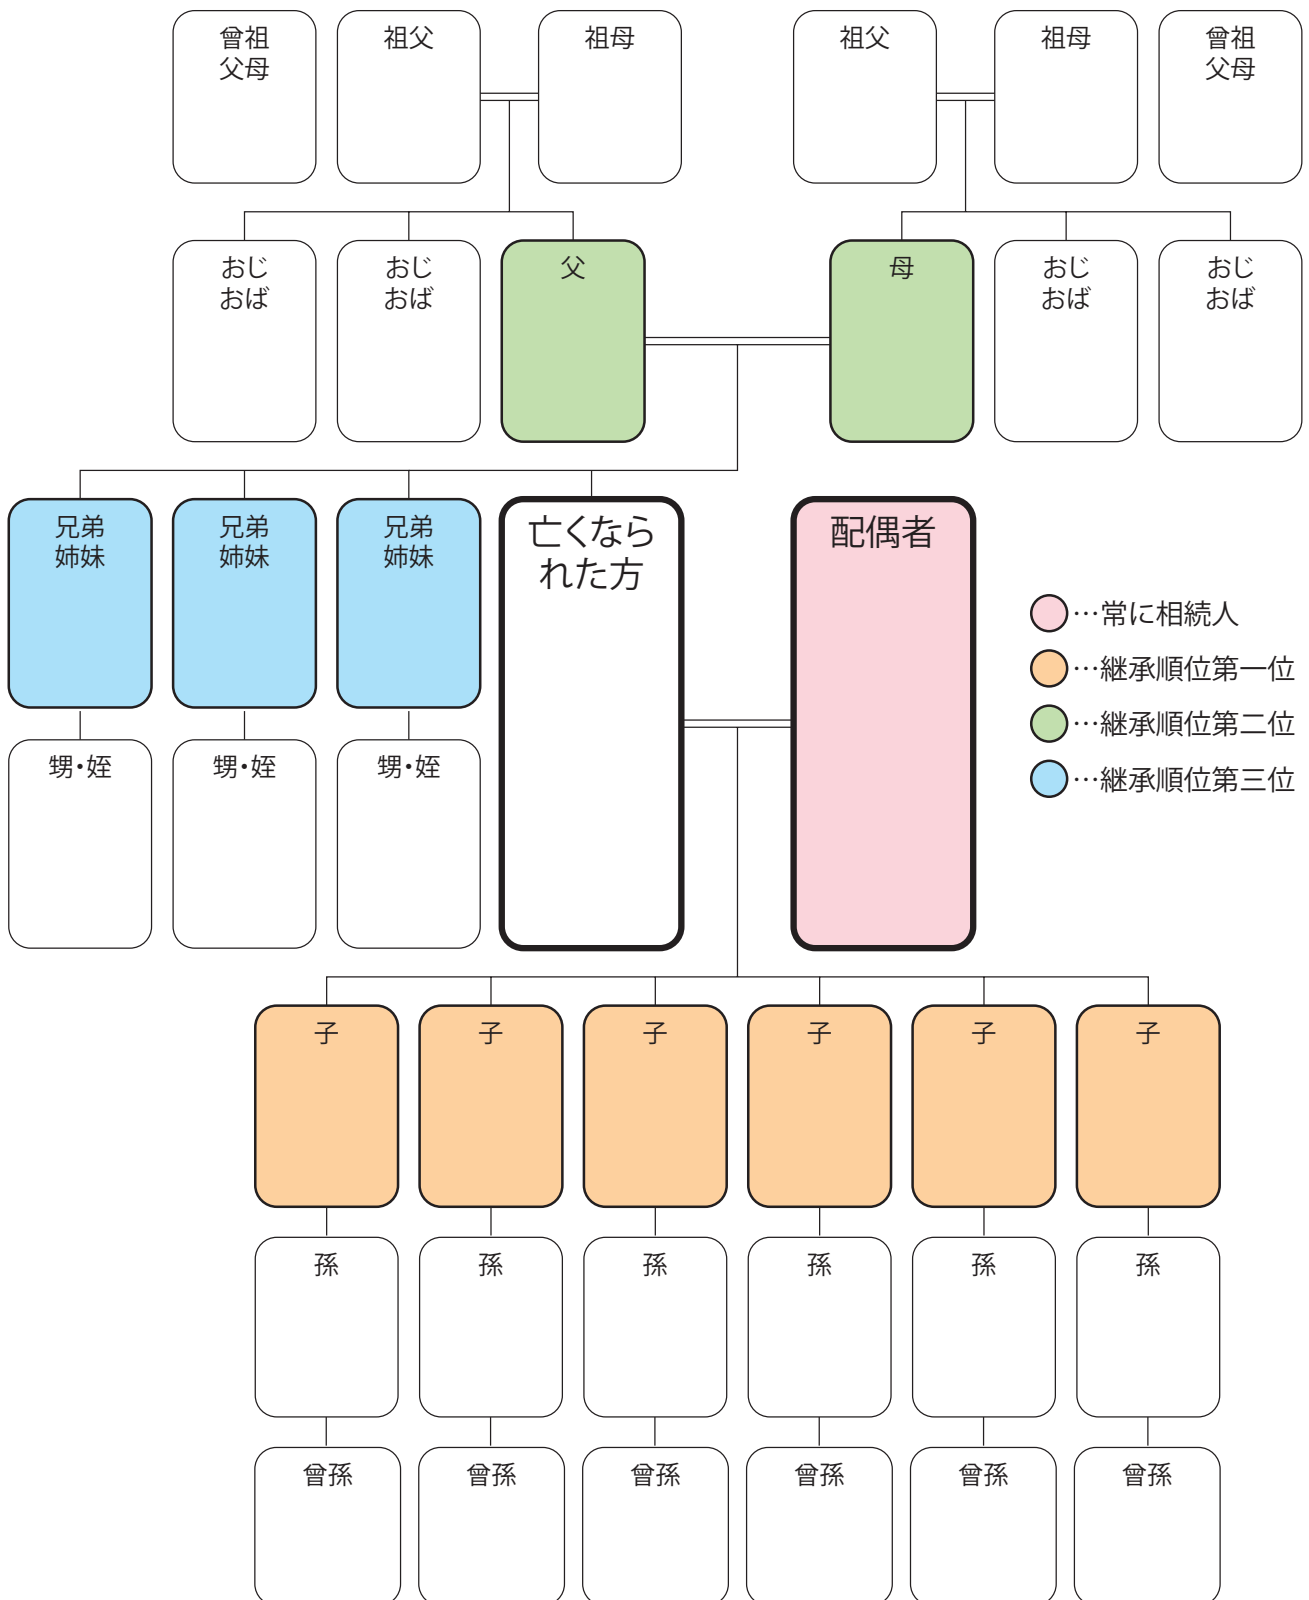 曾祖
父母
祖父
祖母
祖父
祖母
曾祖
父母
おじ
おば
おじ
おば
父
母
おじ
おば
おじ
おば
兄弟
姉妹
兄弟
姉妹
兄弟
姉妹
亡くなら
れた方
配偶者
…常に相続人
…継承順位第一位
…継承順位第二位
…継承順位第三位
甥・姪
甥・姪
甥・姪
子
子
子
子
子
子
孫
孫
孫
孫
孫
孫
曾孫
曾孫
曾孫
曾孫
曾孫
曾孫